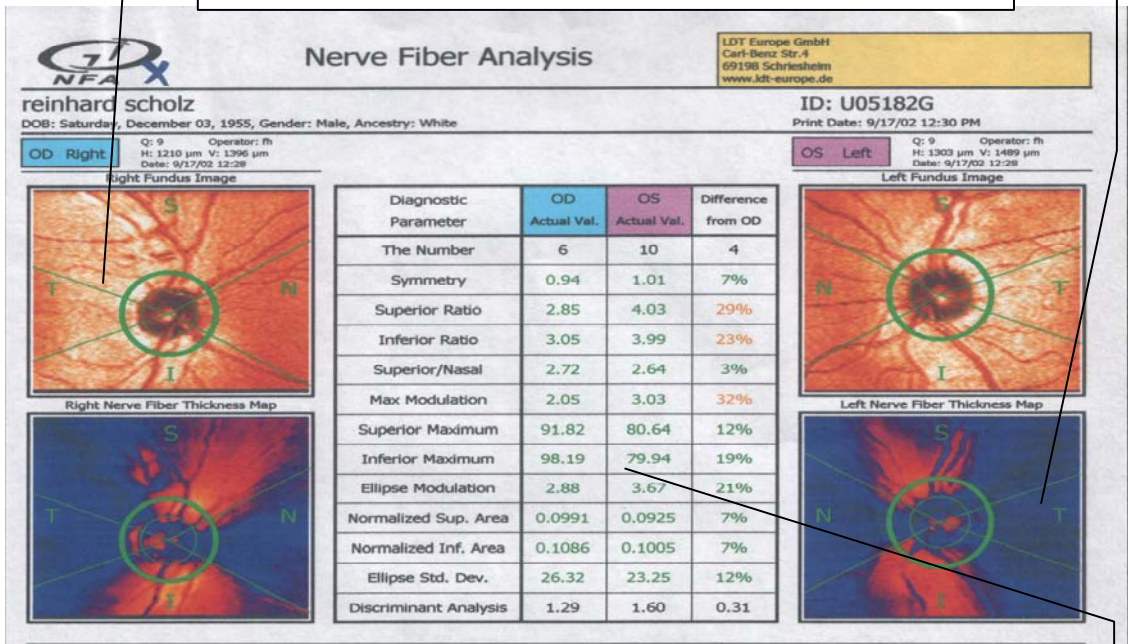 NFA X
Nerve Fiber Analysis
LDT Europe GmbH
Carl-Benz Str.4
69198 Schriesheim
www.ldt-europe.de
reinhard scholz
ID: U05182G
DOB: Saturday, December 03, 1955, Gender: Male, Ancestry: White
Print Date: 9/17/02 12:30 PM
OD Right
Q: 9 Operator: fh
H: 1210 µm V: 1396 µm
Date: 9/17/02 12:28
OS Left
Q: 9 Operator: fh
H: 1303 µm V: 1489 µm
Date: 9/17/02 12:28
Right Fundus Image
S
T
N
I
Right Nerve Fiber Thickness Map
S
T
N
I
Diagnostic Parameter OD Actual Val. OS Actual Val. Difference from OD
The Number 6 10 4
Symmetry 0.94 1.01 7%
Superior Ratio 2.85 4.03 29%
Inferior Ratio 3.05 3.99 23%
Superior/Nasal 2.72 2.64 3%
Max Modulation 2.05 3.03 32%
Superior Maximum 91.82 80.64 12%
Inferior Maximum 98.19 79.94 19%
Ellipse Modulation 2.88 3.67 21%
Normalized Sup. Area 0.0991 0.0925 7%
Normalized Inf. Area 0.1086 0.1005 7%
Ellipse Std. Dev. 26.32 23.25 12%
Discriminant Analysis 1.29 1.60 0.31
Left Fundus Image
S
N
T
I
Left Nerve Fiber Thickness Map
S
N
T
I